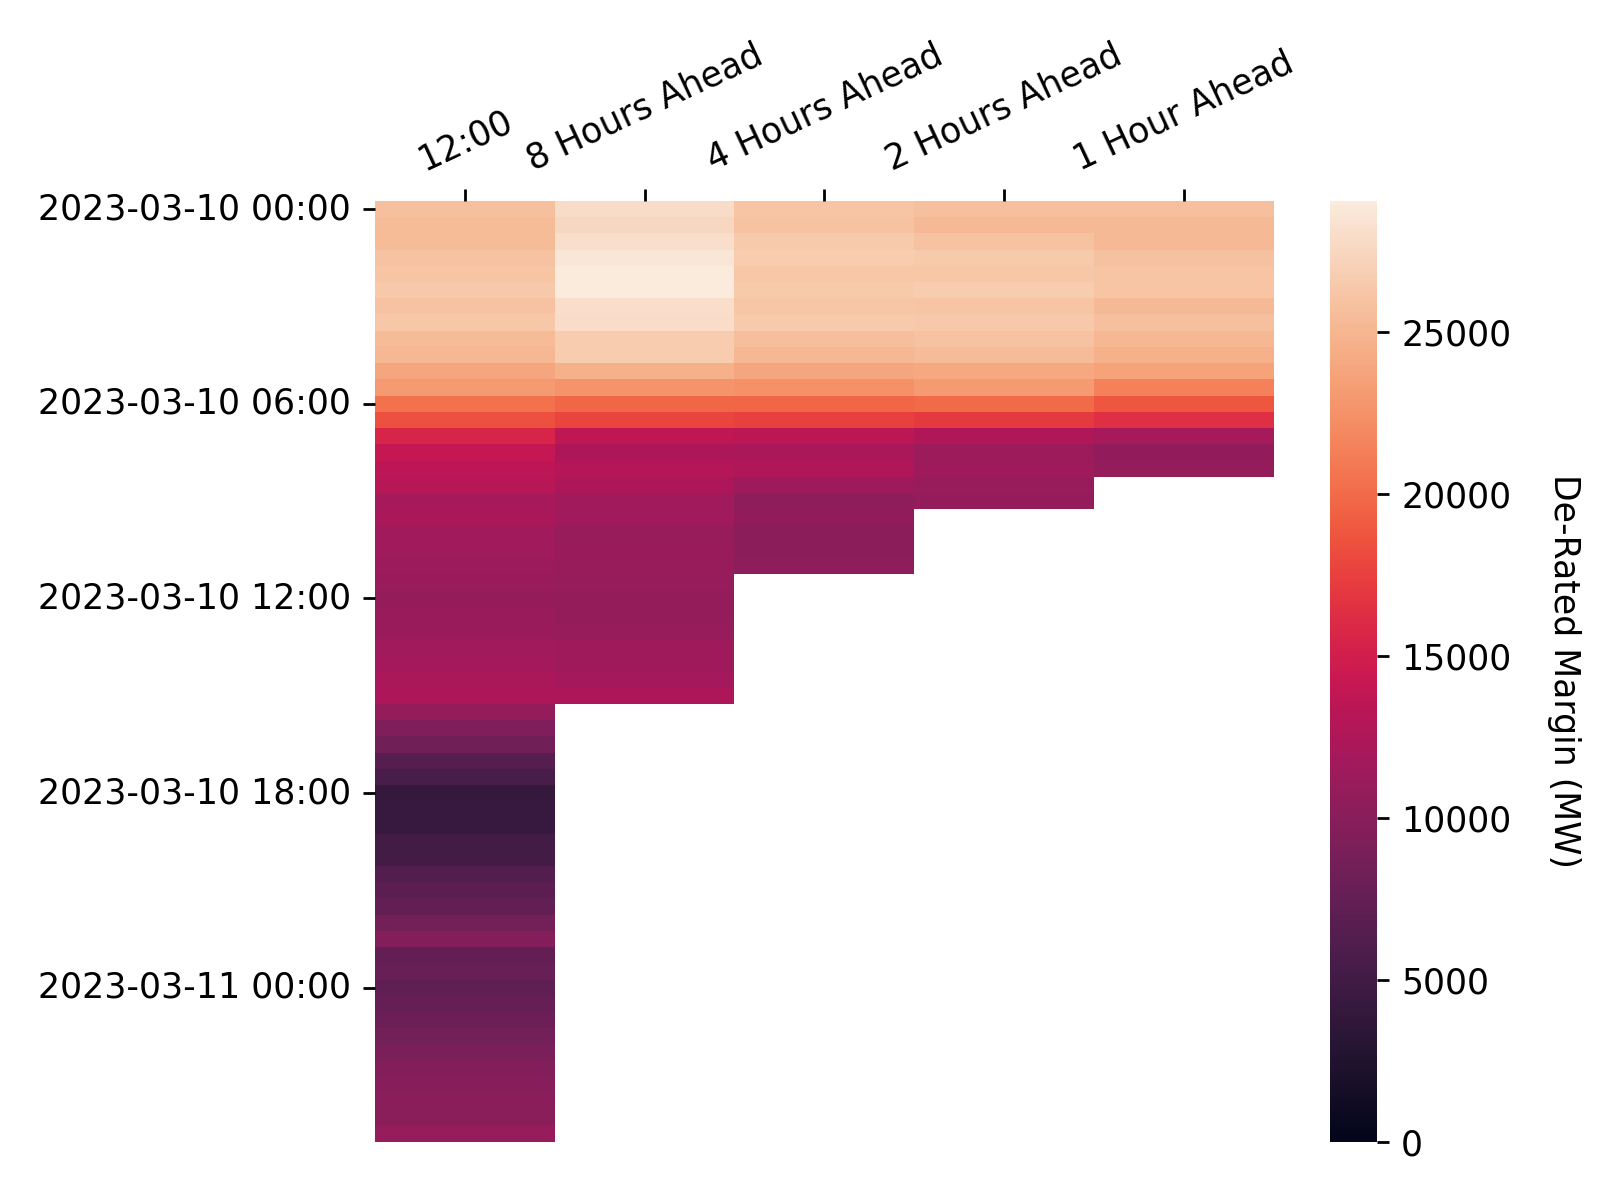 12:00
8 Hours Ahead
4 Hours Ahead
2 Hours Ahead
1 Hour Ahead
2023-03-10 00:00
2023-03-10 06:00
2023-03-10 12:00
2023-03-10 18:00
2023-03-11 00:00
25000
20000
15000
10000
5000
0
De-Rated Margin (MW)